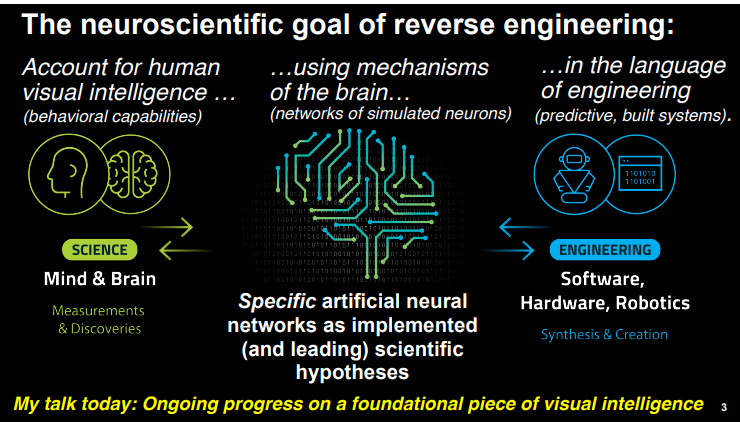 The neuroscientific goal of reverse engineering:
Account for human
visual intelligence …
(behavioral capabilities)
…using mechanisms
of the brain…
(networks of simulated neurons)
…in the language
of engineering
(predictive, built systems).
1101010
1101001
SCIENCE
Mind & Brain
Measurements
& Discoveries
Specific artificial neural
networks as implemented
(and leading) scientific
hypotheses
ENGINEERING
Software,
Hardware, Robotics
Synthesis & Creation
My talk today: Ongoing progress on a foundational piece of visual intelligence
3